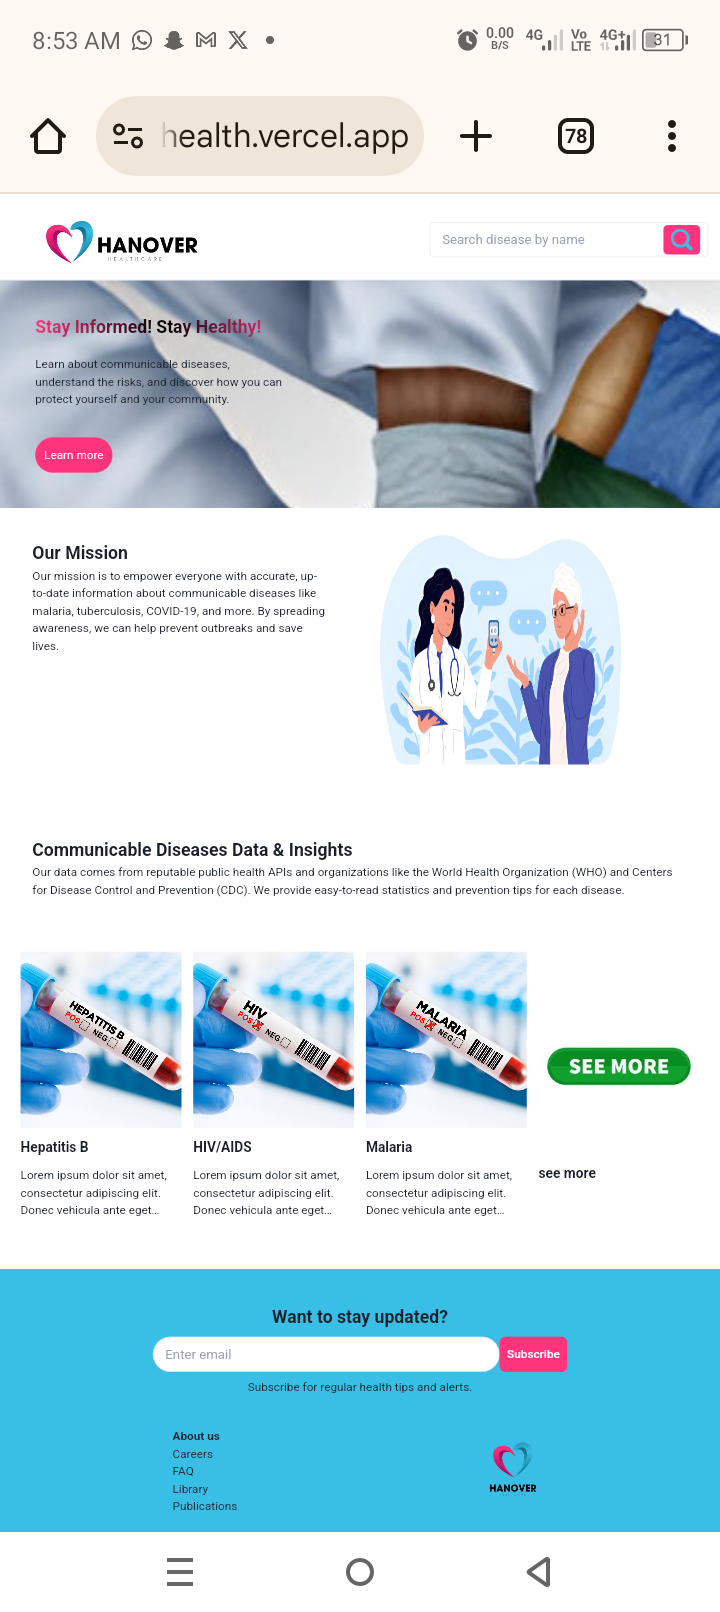 8:53 AM
0.00
B/S
4G
Vo
LTE
4G+
31
health.vercel.app
78
HANOVER
HEALTHCARE
Search disease by name
Stay Informed! Stay Healthy!
Learn about communicable diseases,
understand the risks, and discover how you can
protect yourself and your community.
Learn more
Our Mission
Our mission is to empower everyone with accurate, up-
to-date information about communicable diseases like
malaria, tuberculosis, COVID-19, and more. By spreading
awareness, we can help prevent outbreaks and save
lives.
Communicable Diseases Data & Insights
Our data comes from reputable public health APIs and organizations like the World Health Organization (WHO) and Centers
for Disease Control and Prevention (CDC). We provide easy-to-read statistics and prevention tips for each disease.
HEPATITIS B
POS NEG
HIV
POS NEG
MALARIA
POS NEG
SEE MORE
Hepatitis B
Lorem ipsum dolor sit amet,
consectetur adipiscing elit.
Donec vehicula ante eget...
HIV/AIDS
Lorem ipsum dolor sit amet,
consectetur adipiscing elit.
Donec vehicula ante eget...
Malaria
Lorem ipsum dolor sit amet,
consectetur adipiscing elit.
Donec vehicula ante eget...
see more
Want to stay updated?
Enter email
Subscribe
Subscribe for regular health tips and alerts.
About us
Careers
FAQ
Library
Publications
HANOVER